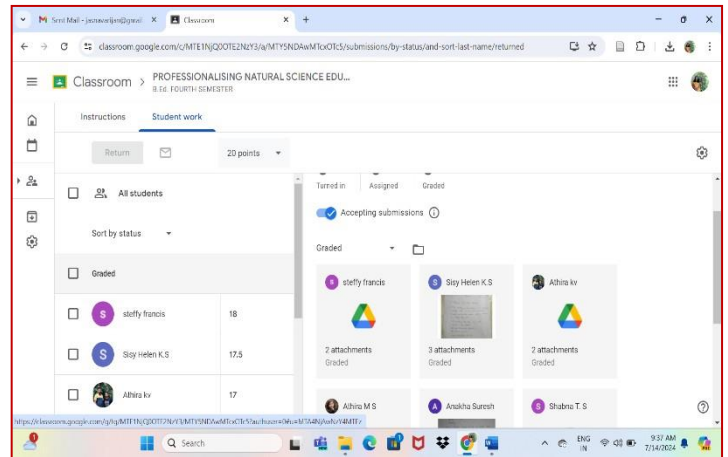 Sent Mail - jasnavarijan@gmail
Classroom
classroom.google.com/c/MTE1NjQ0OTE2NzY3/a/MTY5NDAwMTcxOTc5/submissions/by-status/and-sort-last-name/returned
Classroom > PROFESSIONALISING NATURAL SCIENCE EDU...
B.Ed. FOURTH SEMESTER
Instructions Student work
Return 20 points
All students
Sort by status
Graded
steffy francis 18
Sisy Helen K.S 17.5
Athira kv 17
Turned in Assigned Graded
Accepting submissions
Graded
steffy francis Sisy Helen K.S Athira kv
2 attachments 3 attachments 2 attachments
Graded Graded Graded
Athira M S Anakha Suresh Shabna T. S
Search
ENG 9:37 AM
IN 7/14/2024